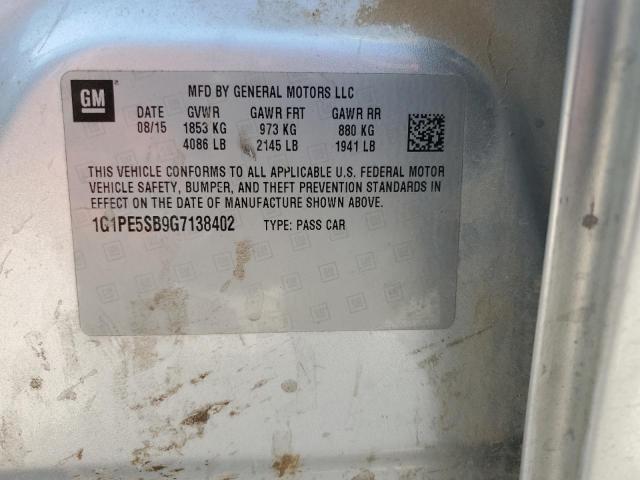 GM
MFD BY GENERAL MOTORS LLC
DATE GVWR GAWR FRT GAWR RR
08/15 1853 KG 973 KG 880 KG
4086 LB 2145 LB 1941 LB
THIS VEHICLE CONFORMS TO ALL APPLICABLE U.S. FEDERAL MOTOR
VEHICLE SAFETY, BUMPER, AND THEFT PREVENTION STANDARDS IN
EFFECT ON THE DATE OF MANUFACTURE SHOWN ABOVE.
1G1PE5SB9G7138402 TYPE: PASS CAR